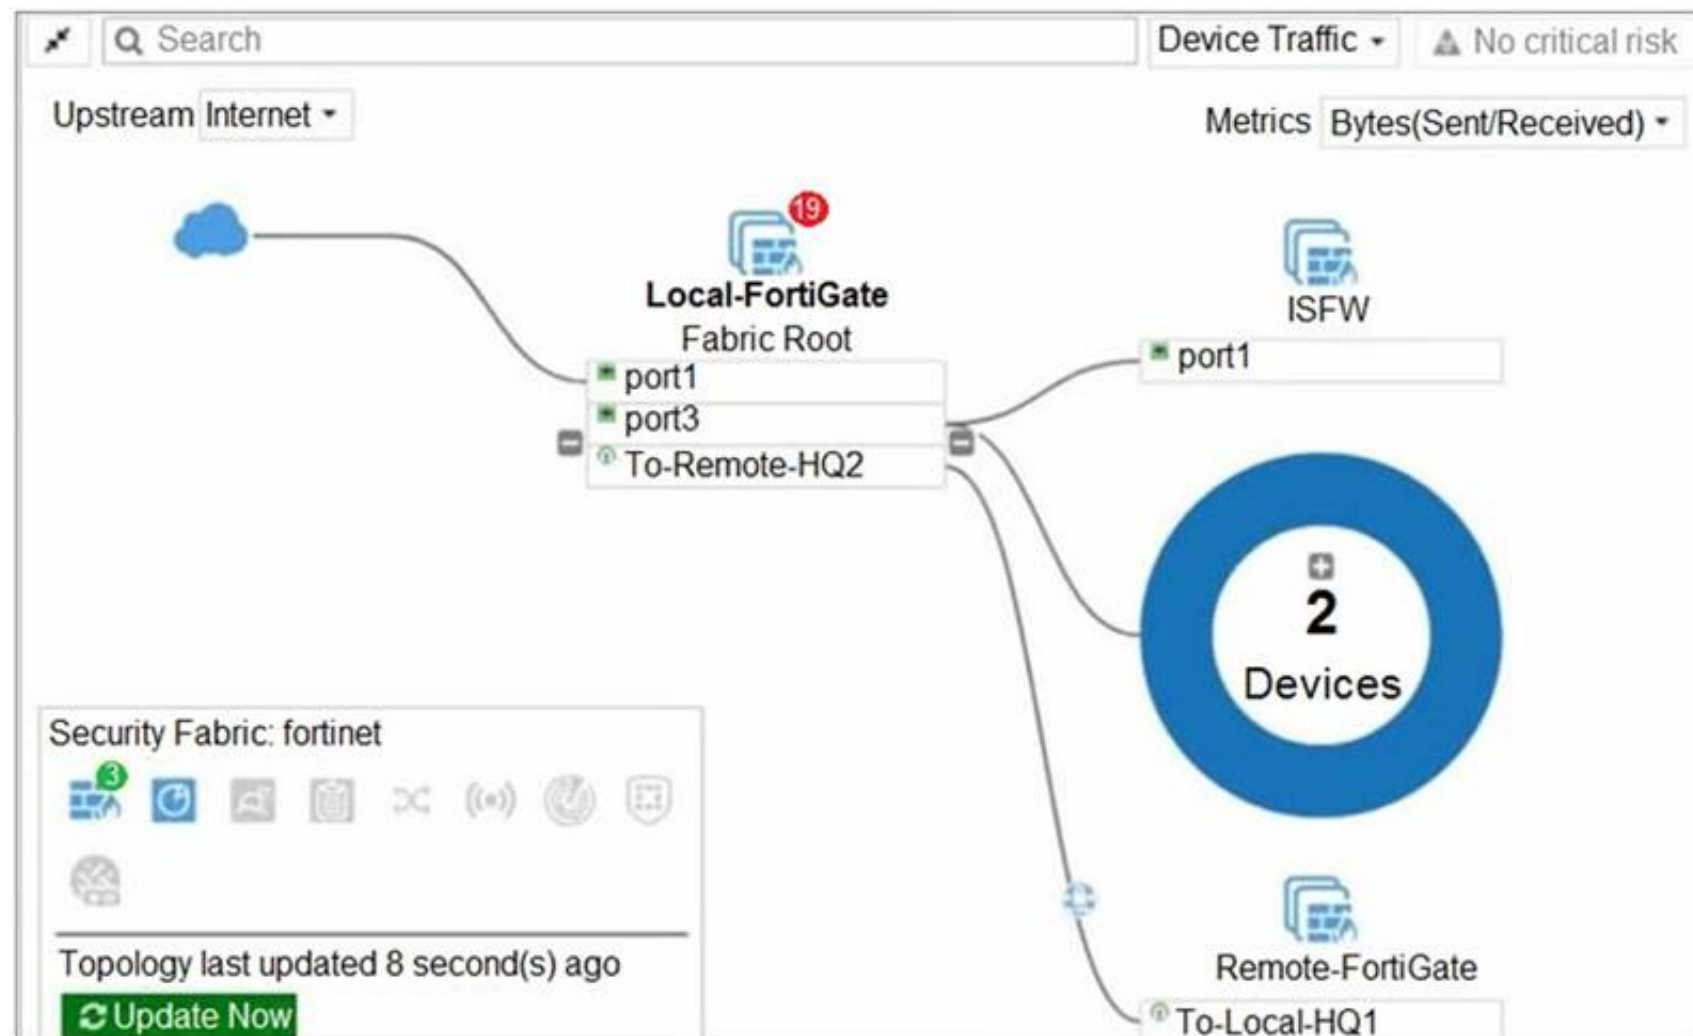 Search
Device Traffic
No critical risk
Upstream Internet
Metrics Bytes(Sent/Received)
19
Local-FortiGate
Fabric Root
port1
port3
To-Remote-HQ2
ISFW
port1
2
Devices
Security Fabric: fortinet
3
Topology last updated 8 second(s) ago
Update Now
Remote-FortiGate
To-Local-HQ1